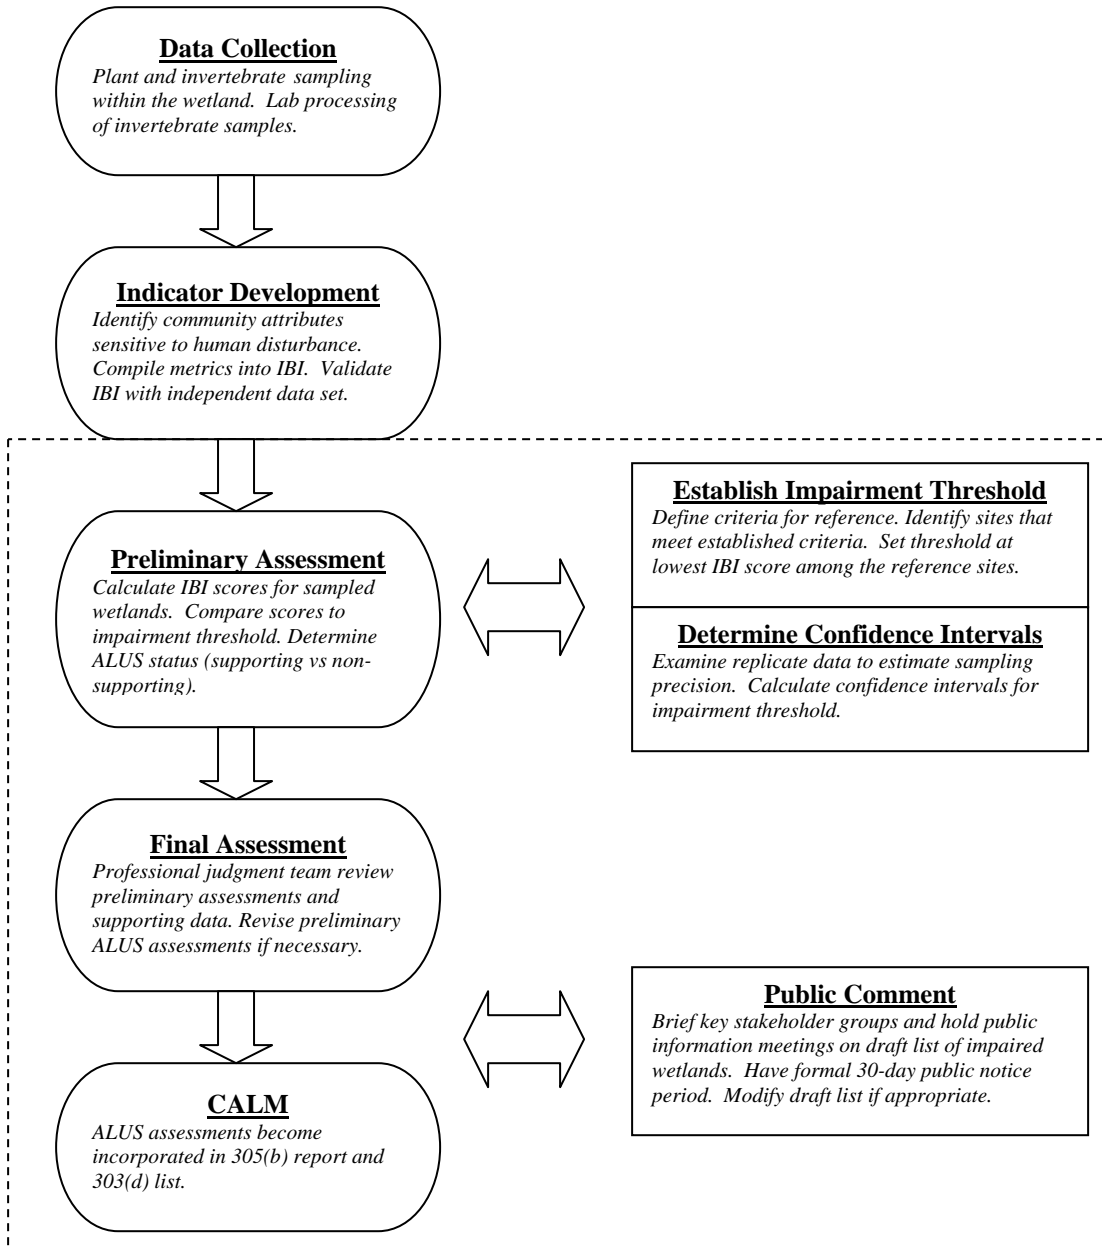 Data Collection
Plant and invertebrate sampling
within the wetland. Lab processing
of invertebrate samples.
Indicator Development
Identify community attributes
sensitive to human disturbance.
Compile metrics into IBI. Validate
IBI with independent data set.
Preliminary Assessment
Calculate IBI scores for sampled
wetlands. Compare scores to
impairment threshold. Determine
ALUS status (supporting vs non-
supporting).
Establish Impairment Threshold
Define criteria for reference. Identify sites that
meet established criteria. Set threshold at
lowest IBI score among the reference sites.
Determine Confidence Intervals
Examine replicate data to estimate sampling
precision. Calculate confidence intervals for
impairment threshold.
Final Assessment
Professional judgment team review
preliminary assessments and
supporting data. Revise preliminary
ALUS assessments if necessary.
Public Comment
Brief key stakeholder groups and hold public
information meetings on draft list of impaired
wetlands. Have formal 30-day public notice
period. Modify draft list if appropriate.
CALM
ALUS assessments become
incorporated in 305(b) report and
303(d) list.